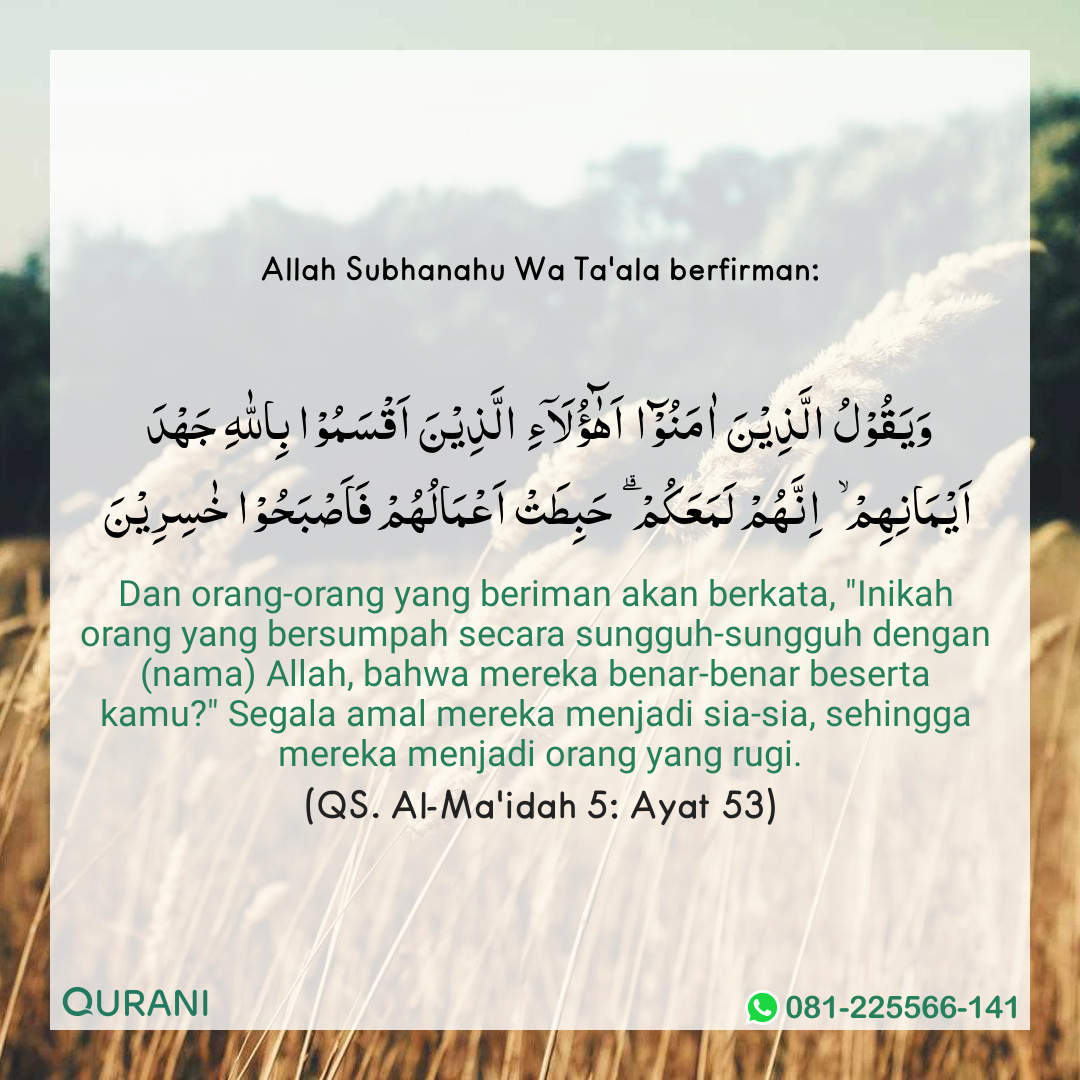 Allah Subhanahu Wa Ta'ala berfirman:
وَيَقُوْلُ الَّذِيْنَ اٰمَنُوْٓا اَهٰٓؤُلَاۤءِ الَّذِيْنَ اَقْسَمُوْا بِاللّٰهِ جَهْدَ
اَيْمَانِهِمْۙ اِنَّهُمْ لَمَعَكُمْۗ حَبِطَتْ اَعْمَالُهُمْ فَاَصْبَحُوْا خٰسِرِيْنَ
Dan orang-orang yang beriman akan berkata, "Inikah
orang yang bersumpah secara sungguh-sungguh dengan
(nama) Allah, bahwa mereka benar-benar beserta
kamu?" Segala amal mereka menjadi sia-sia, sehingga
mereka menjadi orang yang rugi.
(QS. Al-Ma'idah 5: Ayat 53)
QURANI
081-225566-141